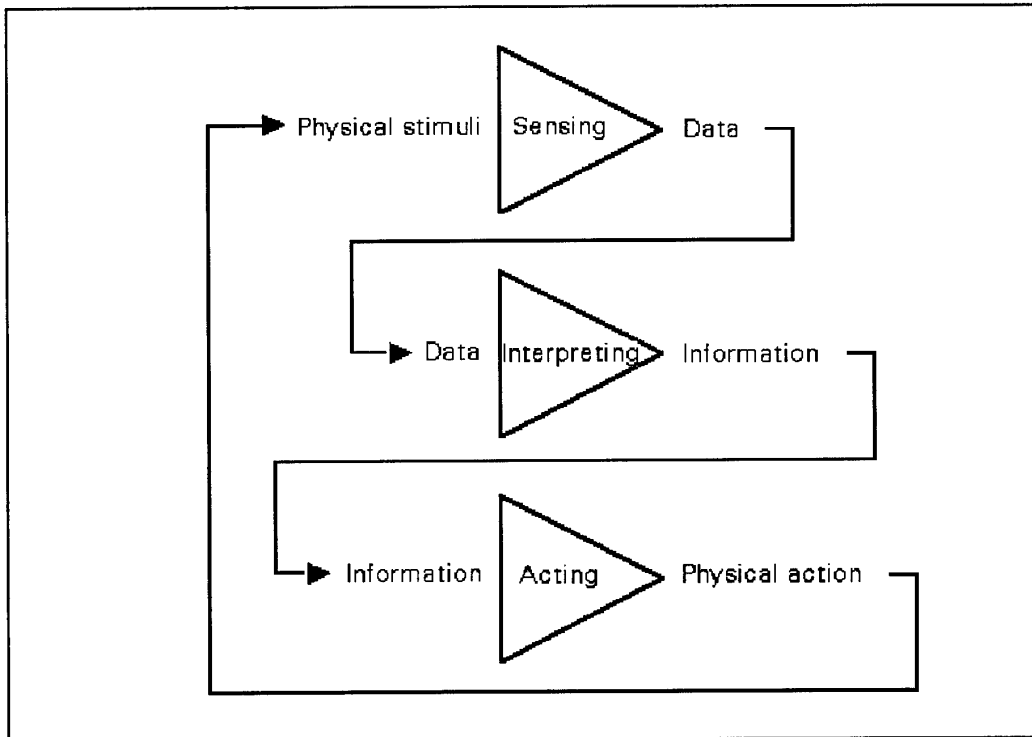 Physical stimuli Sensing Data
Data Interpreting Information
Information Acting Physical action